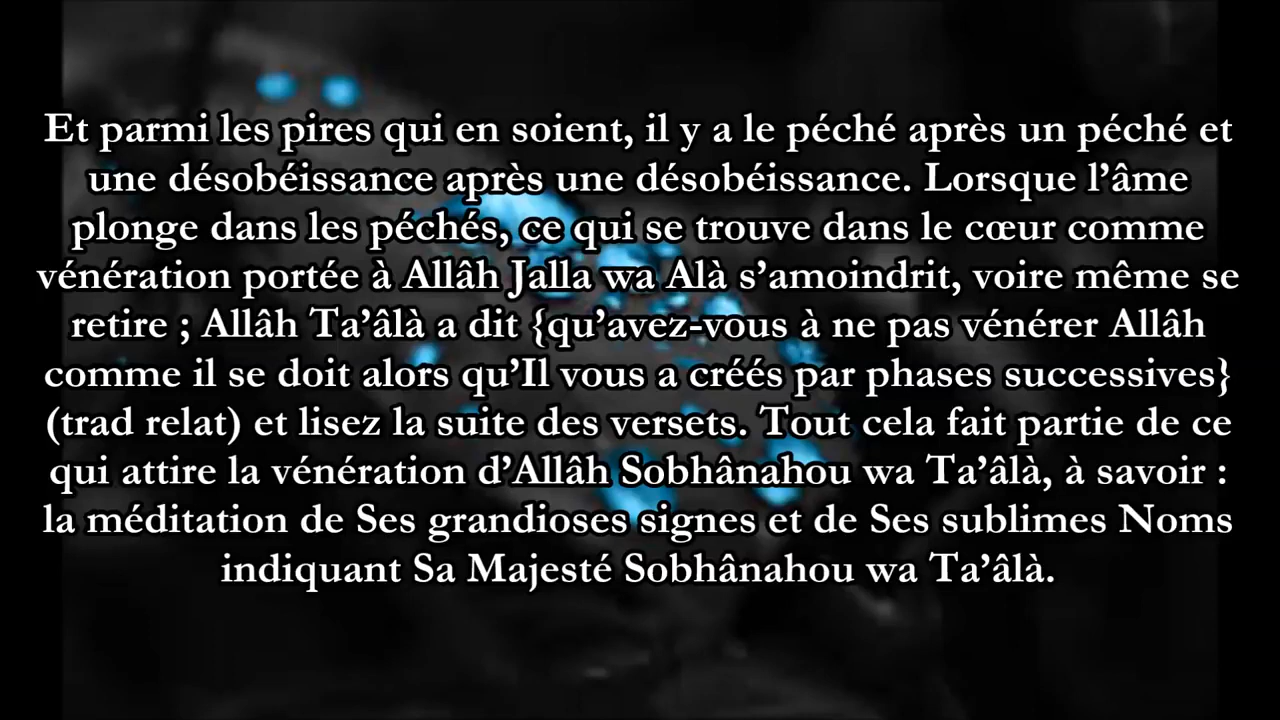 Et parmi les pires qui en soient, il y a le péché après un péché et
une désobéissance après une désobéissance. Lorsque l’âme
plonge dans les péchés, ce qui se trouve dans le cœur comme
vénération portée à Allâh Jalla wa Alà s’amoindrit, voire même se
retire ; Allâh Ta’âlà a dit {qu’avez-vous à ne pas vénérer Allâh
comme il se doit alors qu’Il vous a créés par phases successives}
(trad relat) et lisez la suite des versets. Tout cela fait partie de ce
qui attire la vénération d’Allâh Sobhânahou wa Ta’âlà, à savoir :
la méditation de Ses grandioses signes et de Ses sublimes Noms
indiquant Sa Majesté Sobhânahou wa Ta’âlà.